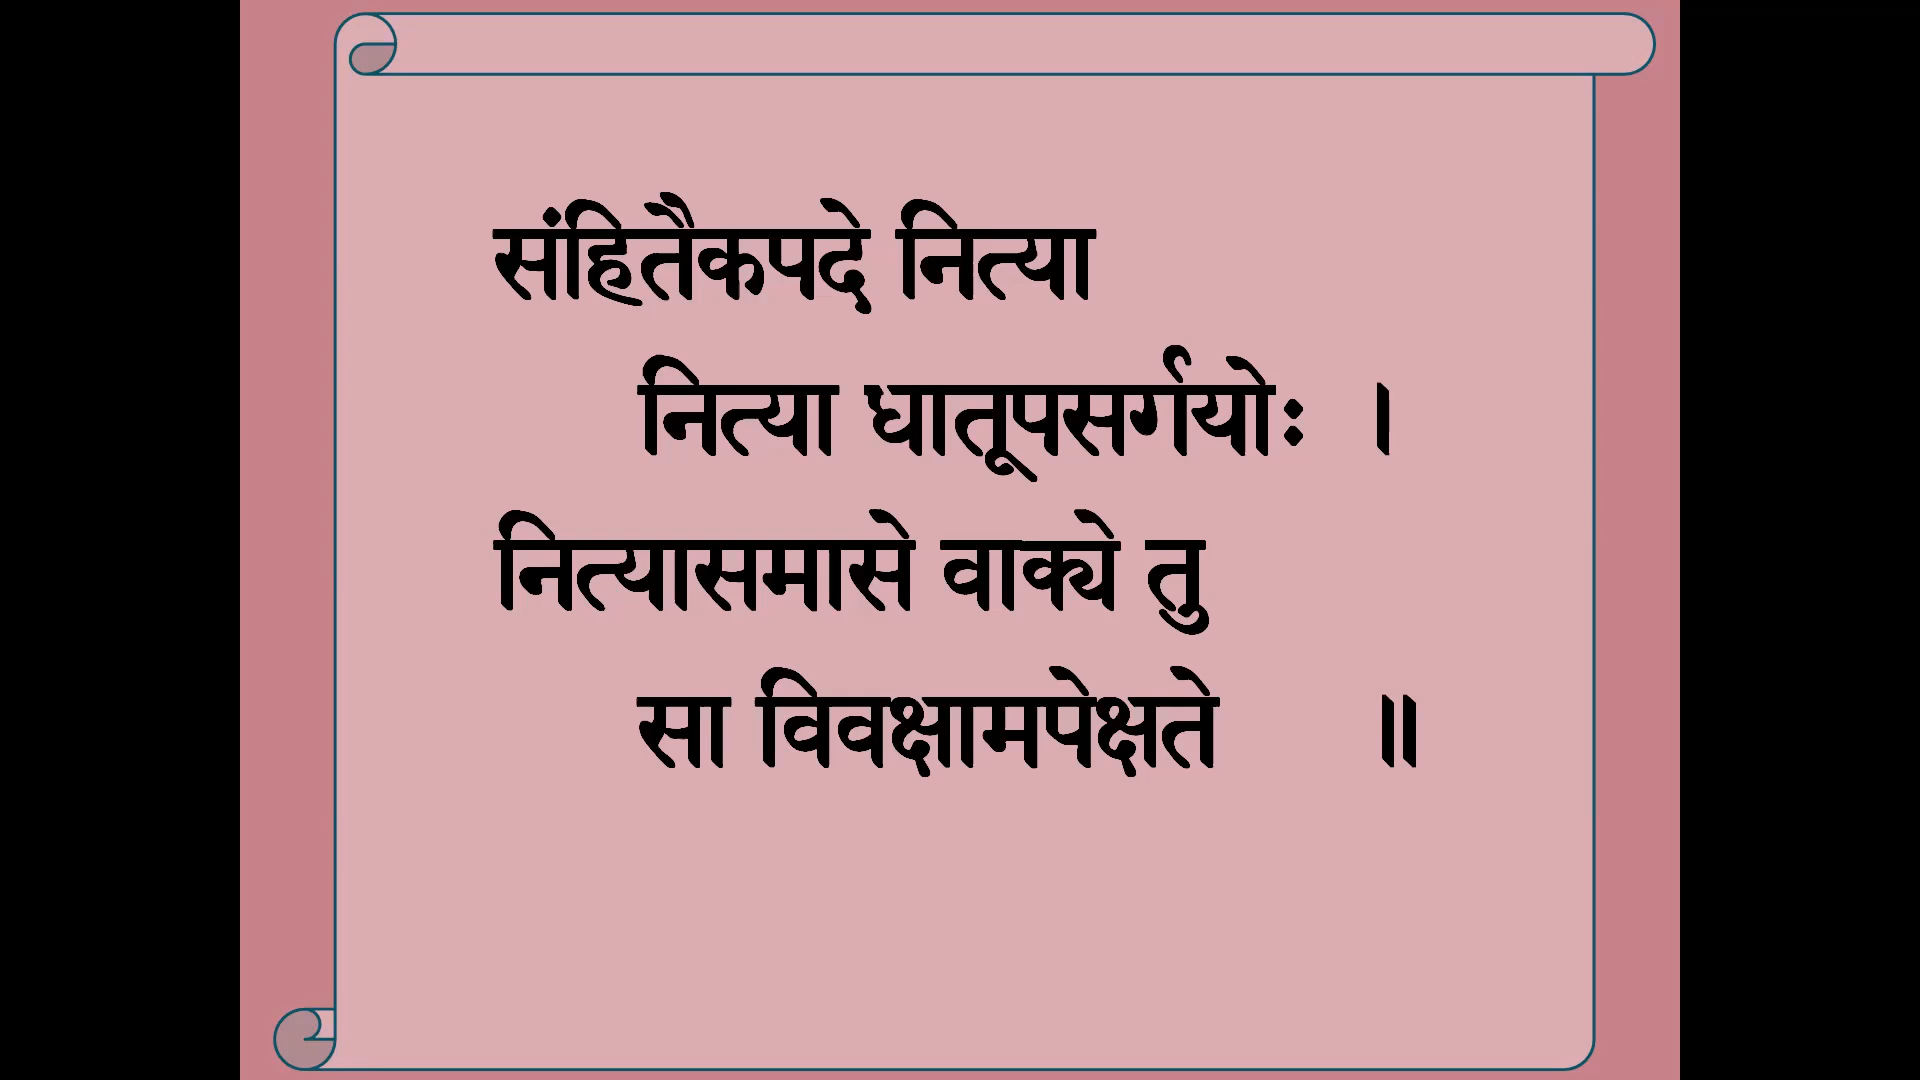 संहितैकपदे नित्या
नित्या धातूपसर्गयोः ।
नित्यासमासे वाक्ये तु
सा विवक्षामपेक्षते ॥